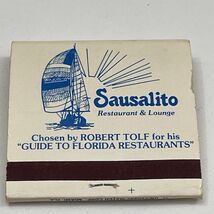 Sausalito
Restaurant & Lounge
Chosen by ROBERT TOLF for his
"GUIDE TO FLORIDA RESTAURANTS"